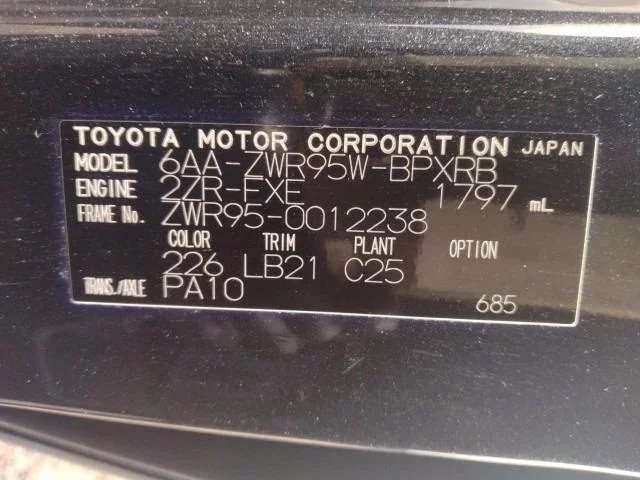 TOYOTA MOTOR CORPORATION JAPAN
MODEL 6AA-ZWR95W-BPXRB
ENGINE 2ZR-FXE 1797 mL
FRAME No. ZWR95-0012238
COLOR TRIM PLANT OPTION
226 LB21 C25
TRANS./AXLE PA10
685